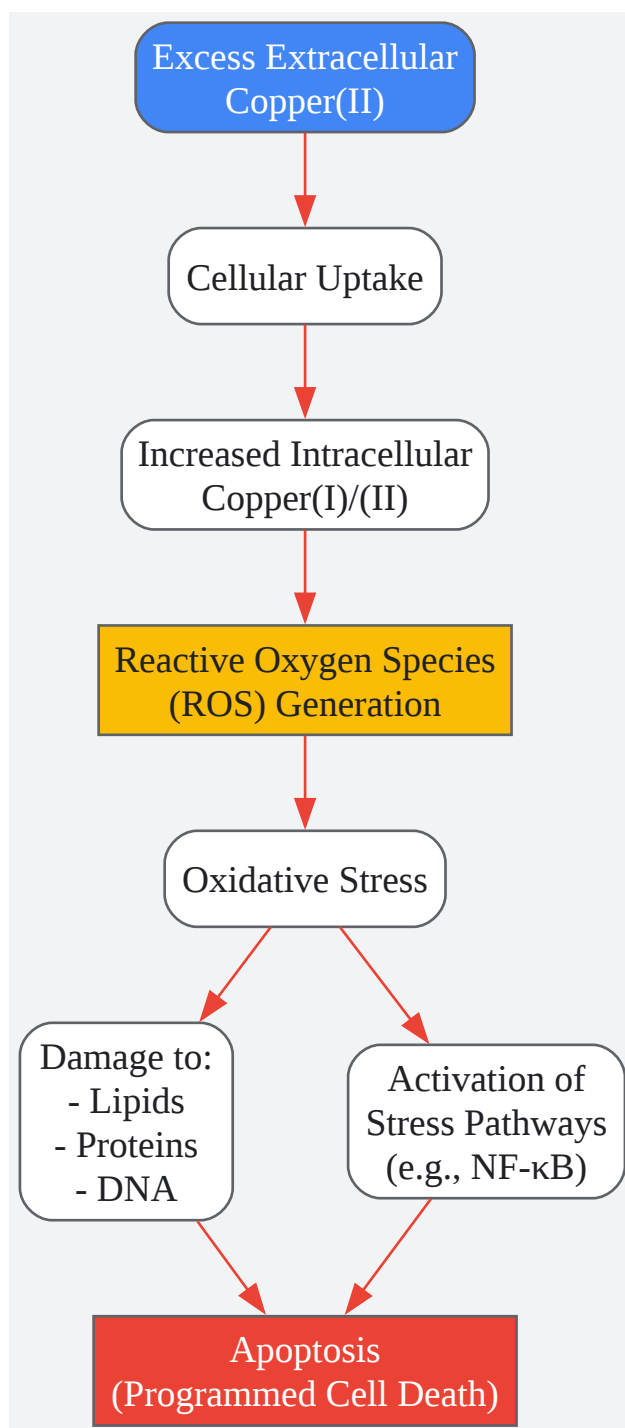 Excess Extracellular
Copper(II)
Cellular Uptake
Increased Intracellular
Copper(I)/(II)
Reactive Oxygen Species
(ROS) Generation
Oxidative Stress
Damage to:
- Lipids
- Proteins
- DNA
Activation of
Stress Pathways
(e.g., NF-κB)
Apoptosis
(Programmed Cell Death)